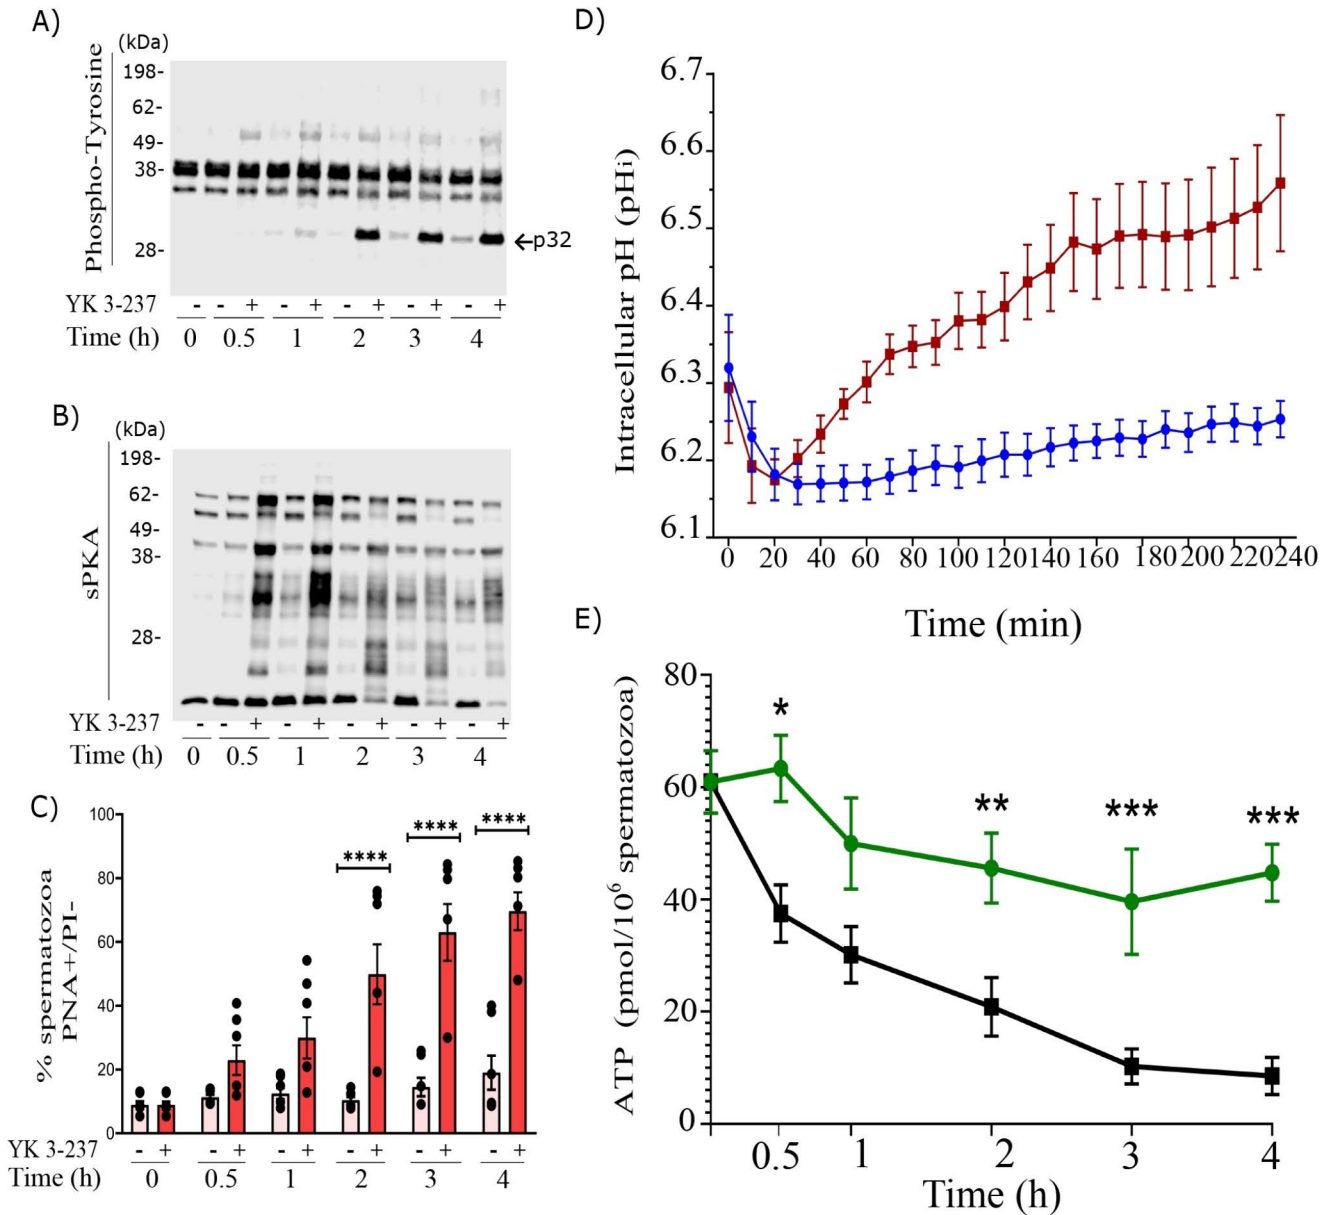 A)
(kDa)
Phospho-Tyrosine
198-
62-
49-
38-
28-
←p32
YK 3-237 - - + - + - + - + - +
Time (h) 0 0.5 1 2 3 4
B)
(kDa)
sPKA
198-
62-
49-
38-
28-
YK 3-237 - - + - + - + - + - +
Time (h) 0 0.5 1 2 3 4
C)
% spermatozoa
PNA+/PI-
100
80
60
40
20
0
**** **** ****
YK 3-237 - + - + - + - + - + - +
Time (h) 0 0.5 1 2 3 4
D)
Intracellular pH (pHi)
6.7
6.6
6.5
6.4
6.3
6.2
6.1
0 20 40 60 80 100 120 140 160 180 200 220 240
Time (min)
E)
ATP (pmol/10⁶ spermatozoa)
80
60
40
20
0
* ** *** ***
0.5 1 2 3 4
Time (h)